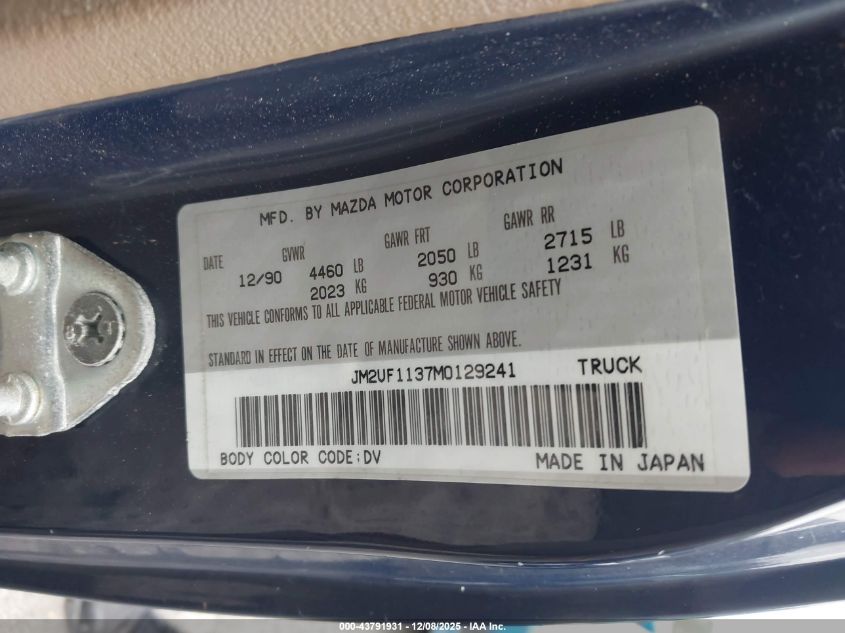 MFD. BY MAZDA MOTOR CORPORATION
DATE GVWR GAWR FRT GAWR RR
12/90 4460 LB 2050 LB 2715 LB
2023 KG 930 KG 1231 KG
THIS VEHICLE CONFORMS TO ALL APPLICABLE FEDERAL MOTOR VEHICLE SAFETY
STANDARD IN EFFECT ON THE DATE OF MANUFACTURE SHOWN ABOVE.
JM2UF1137M0129241 TRUCK
BODY COLOR CODE:DV MADE IN JAPAN
000-43791931 - 12/08/2025 - IAA Inc.